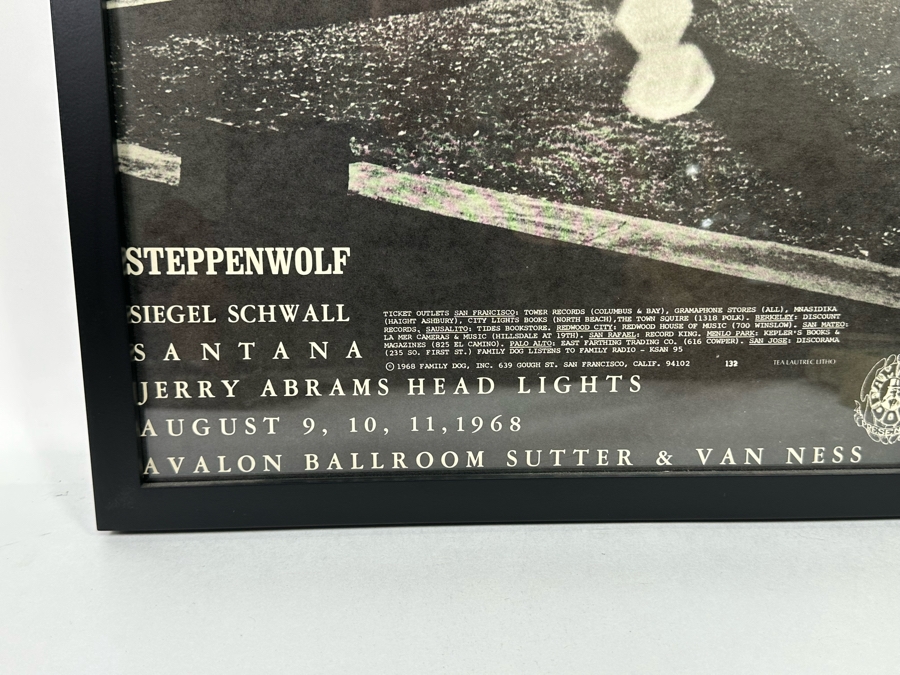 STEPPENWOLF
SIEGEL SCHWALL
SANTANA
JERRY ABRAMS HEAD LIGHTS
AUGUST 9, 10, 11, 1968
AVALON BALLROOM SUTTER & VAN NESS
TICKET OUTLETS SAN FRANCISCO: TOWER RECORDS (COLUMBUS & BAY), GRAMAPHONE STORES (ALL), MNASIDIKA
(HAIGHT ASHBURY), CITY LIGHTS BOOKS (NORTH BEACH), THE TOWN SQUIRE (1318 POLK). BERKELEY: DISCOUNT
RECORDS. SAUSALITO: TIDES BOOKSTORE. REDWOOD CITY: REDWOOD HOUSE OF MUSIC (700 WINSLOW). SAN MATEO:
LA MER CAMERAS & MUSIC (HILLSDALE AT 19TH). SAN RAFAEL: RECORD KING. MENLO PARK: KEPLER'S BOOKS &
MAGAZINES (825 EL CAMINO). PALO ALTO: EAST FARTHING TRADING CO. (616 COWPER). SAN JOSE: DISCORAMA
(235 SO. FIRST ST.) FAMILY DOG LISTENS TO FAMILY RADIO - KSAN 95
© 1968 FAMILY DOG, INC. 639 GOUGH ST. SAN FRANCISCO, CALIF. 94102 132 TEA LAUTREC LITHO